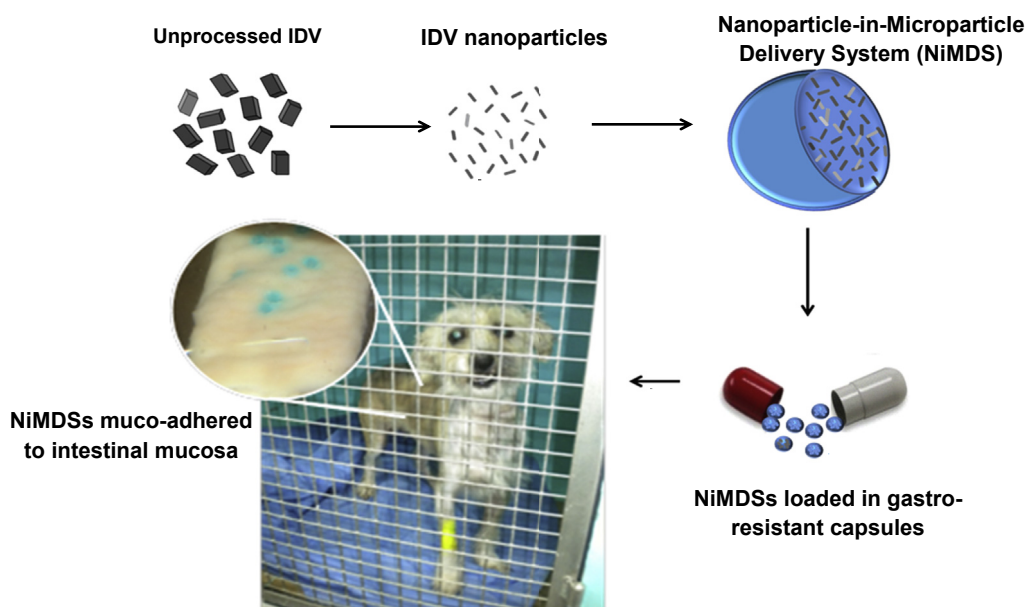 Unprocessed IDV
IDV nanoparticles
Nanoparticle-in-Microparticle
Delivery System (NiMDS)
NiMDSs loaded in gastro-
resistant capsules
NiMDSs muco-adhered
to intestinal mucosa